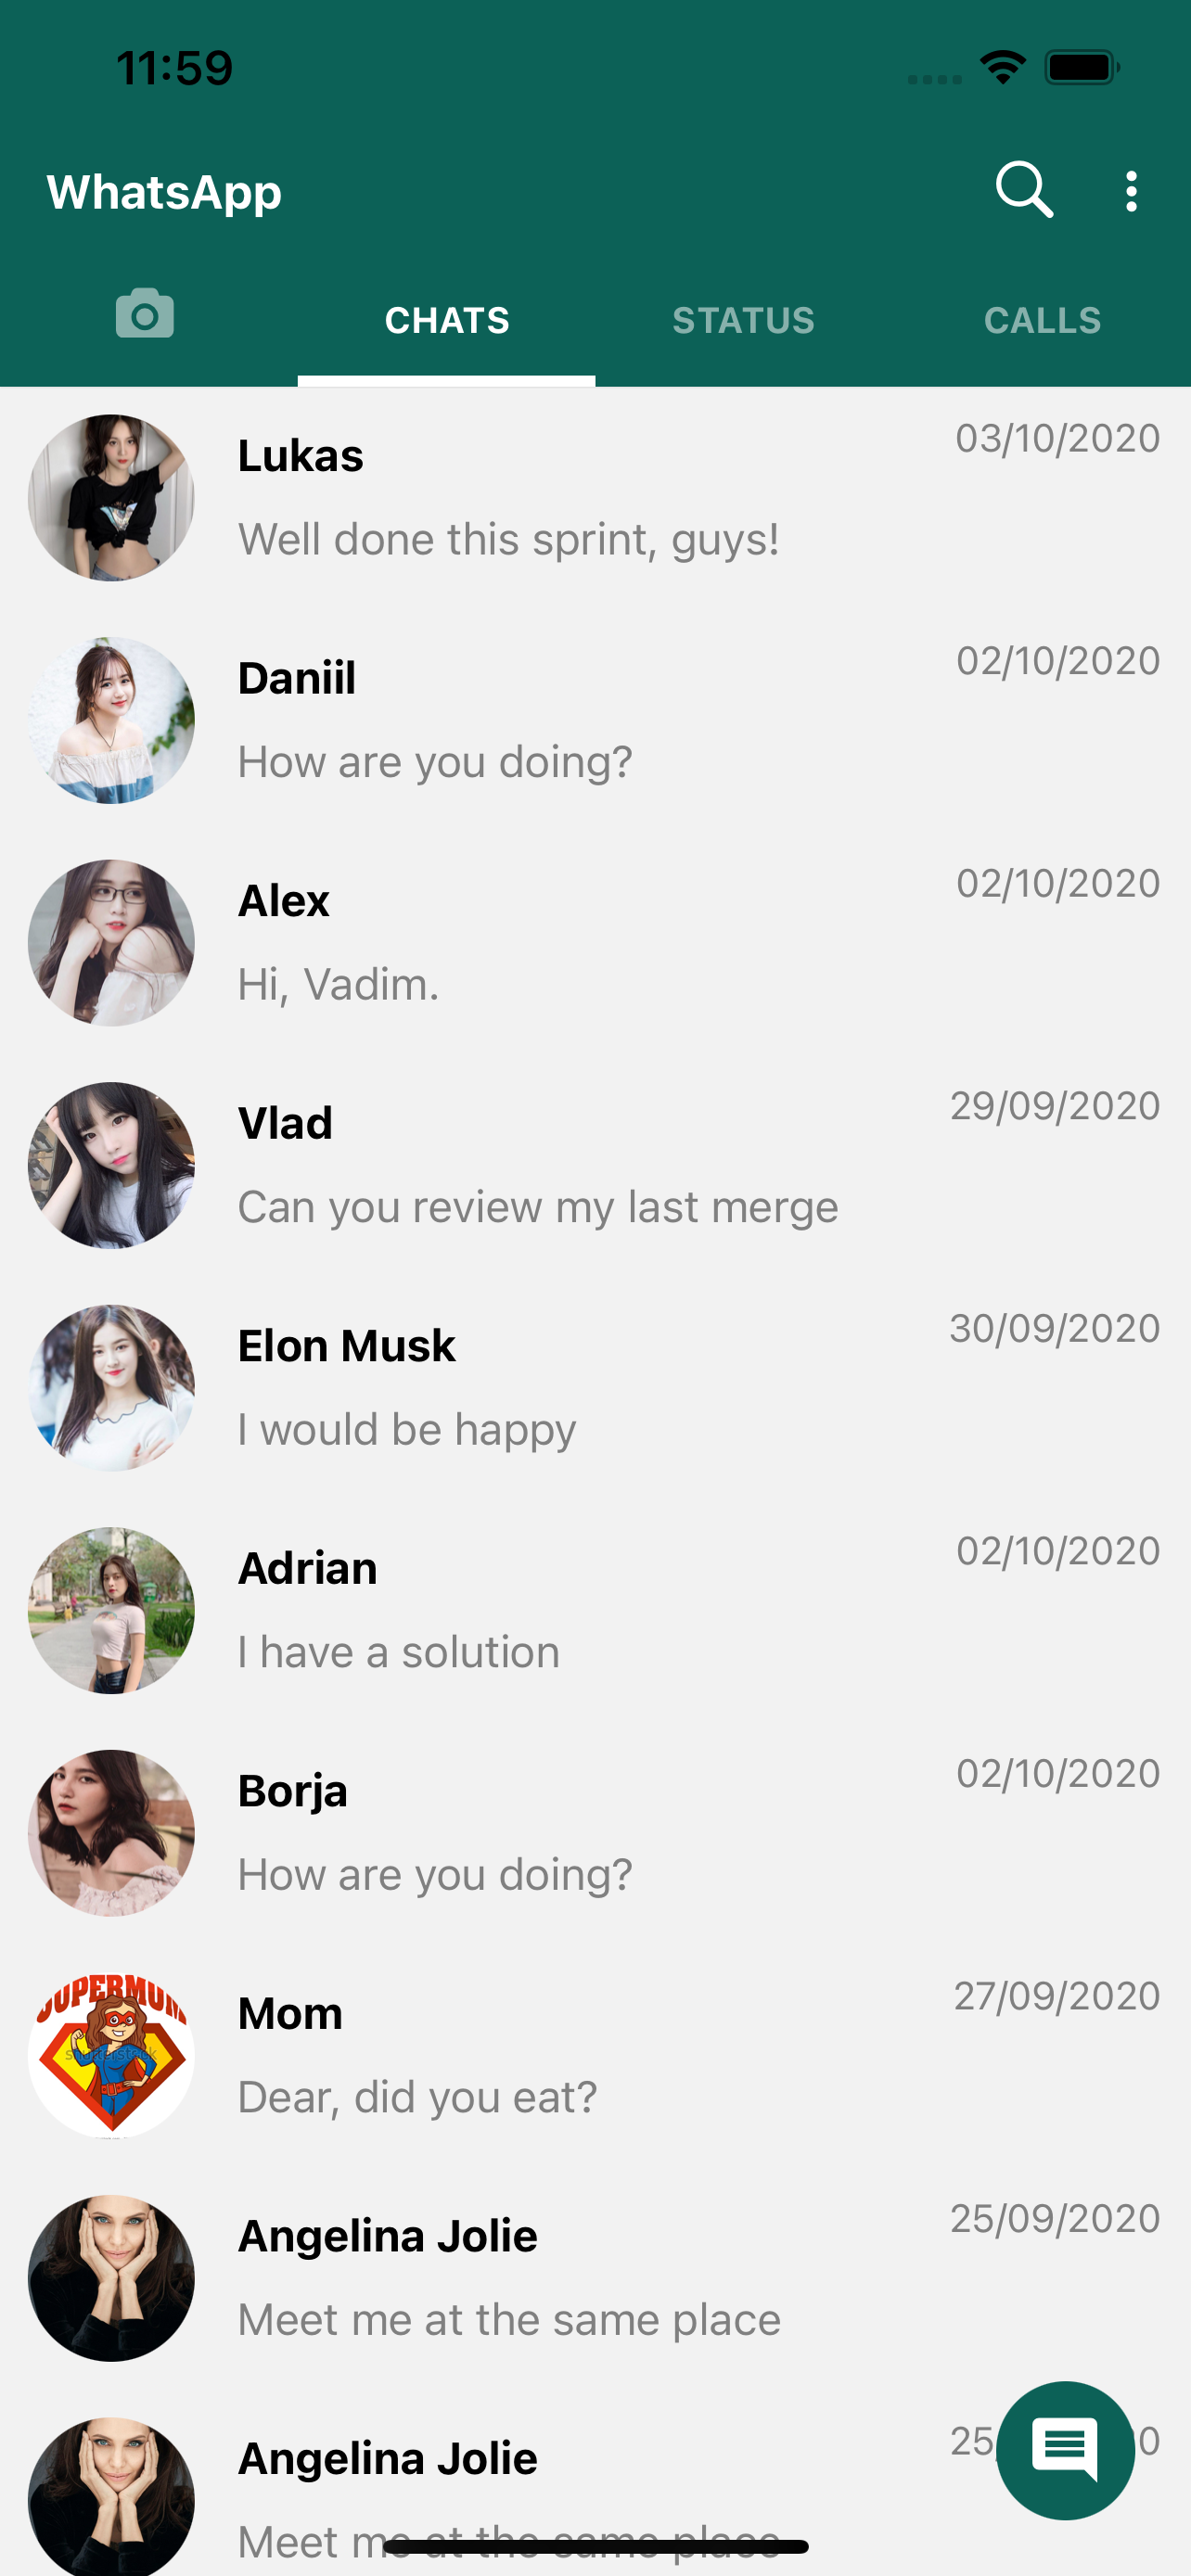 11:59
WhatsApp
CHATS STATUS CALLS
Lukas 03/10/2020
Well done this sprint, guys!
Daniil 02/10/2020
How are you doing?
Alex 02/10/2020
Hi, Vadim.
Vlad 29/09/2020
Can you review my last merge
Elon Musk 30/09/2020
I would be happy
Adrian 02/10/2020
I have a solution
Borja 02/10/2020
How are you doing?
SUPERMUM
shutterstock
Mom 27/09/2020
Dear, did you eat?
Angelina Jolie 25/09/2020
Meet me at the same place
Angelina Jolie
Meet me at the same place